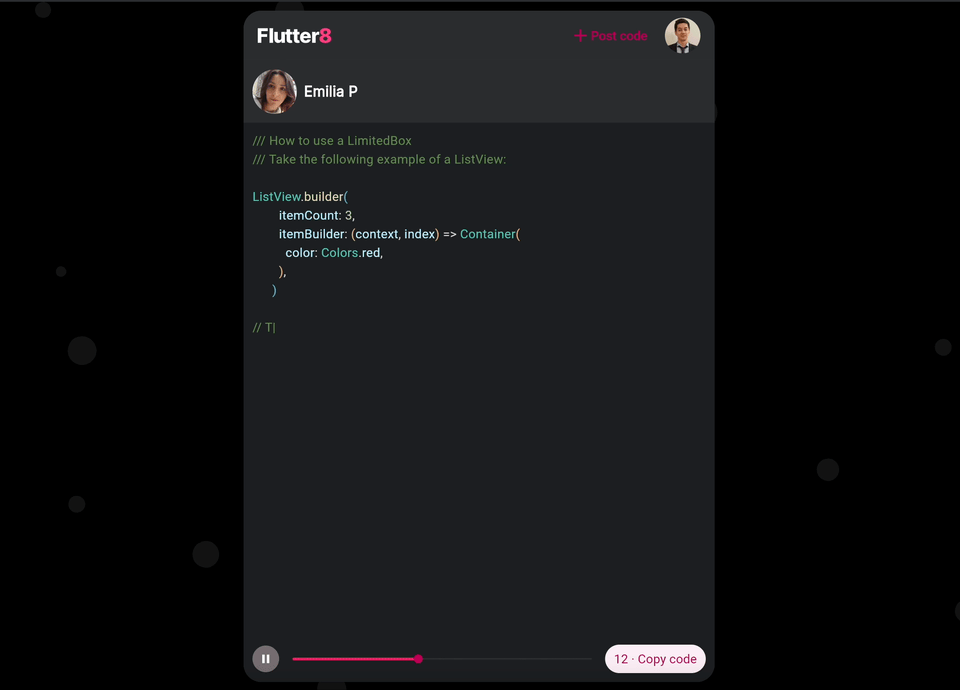 Flutter8
+ Post code
Emilia P
/// How to use a LimitedBox
/// Take the following example of a ListView:
ListView.builder(
itemCount: 3,
itemBuilder: (context, index) => Container(
color: Colors.red,
),
)
// T|
12 · Copy code